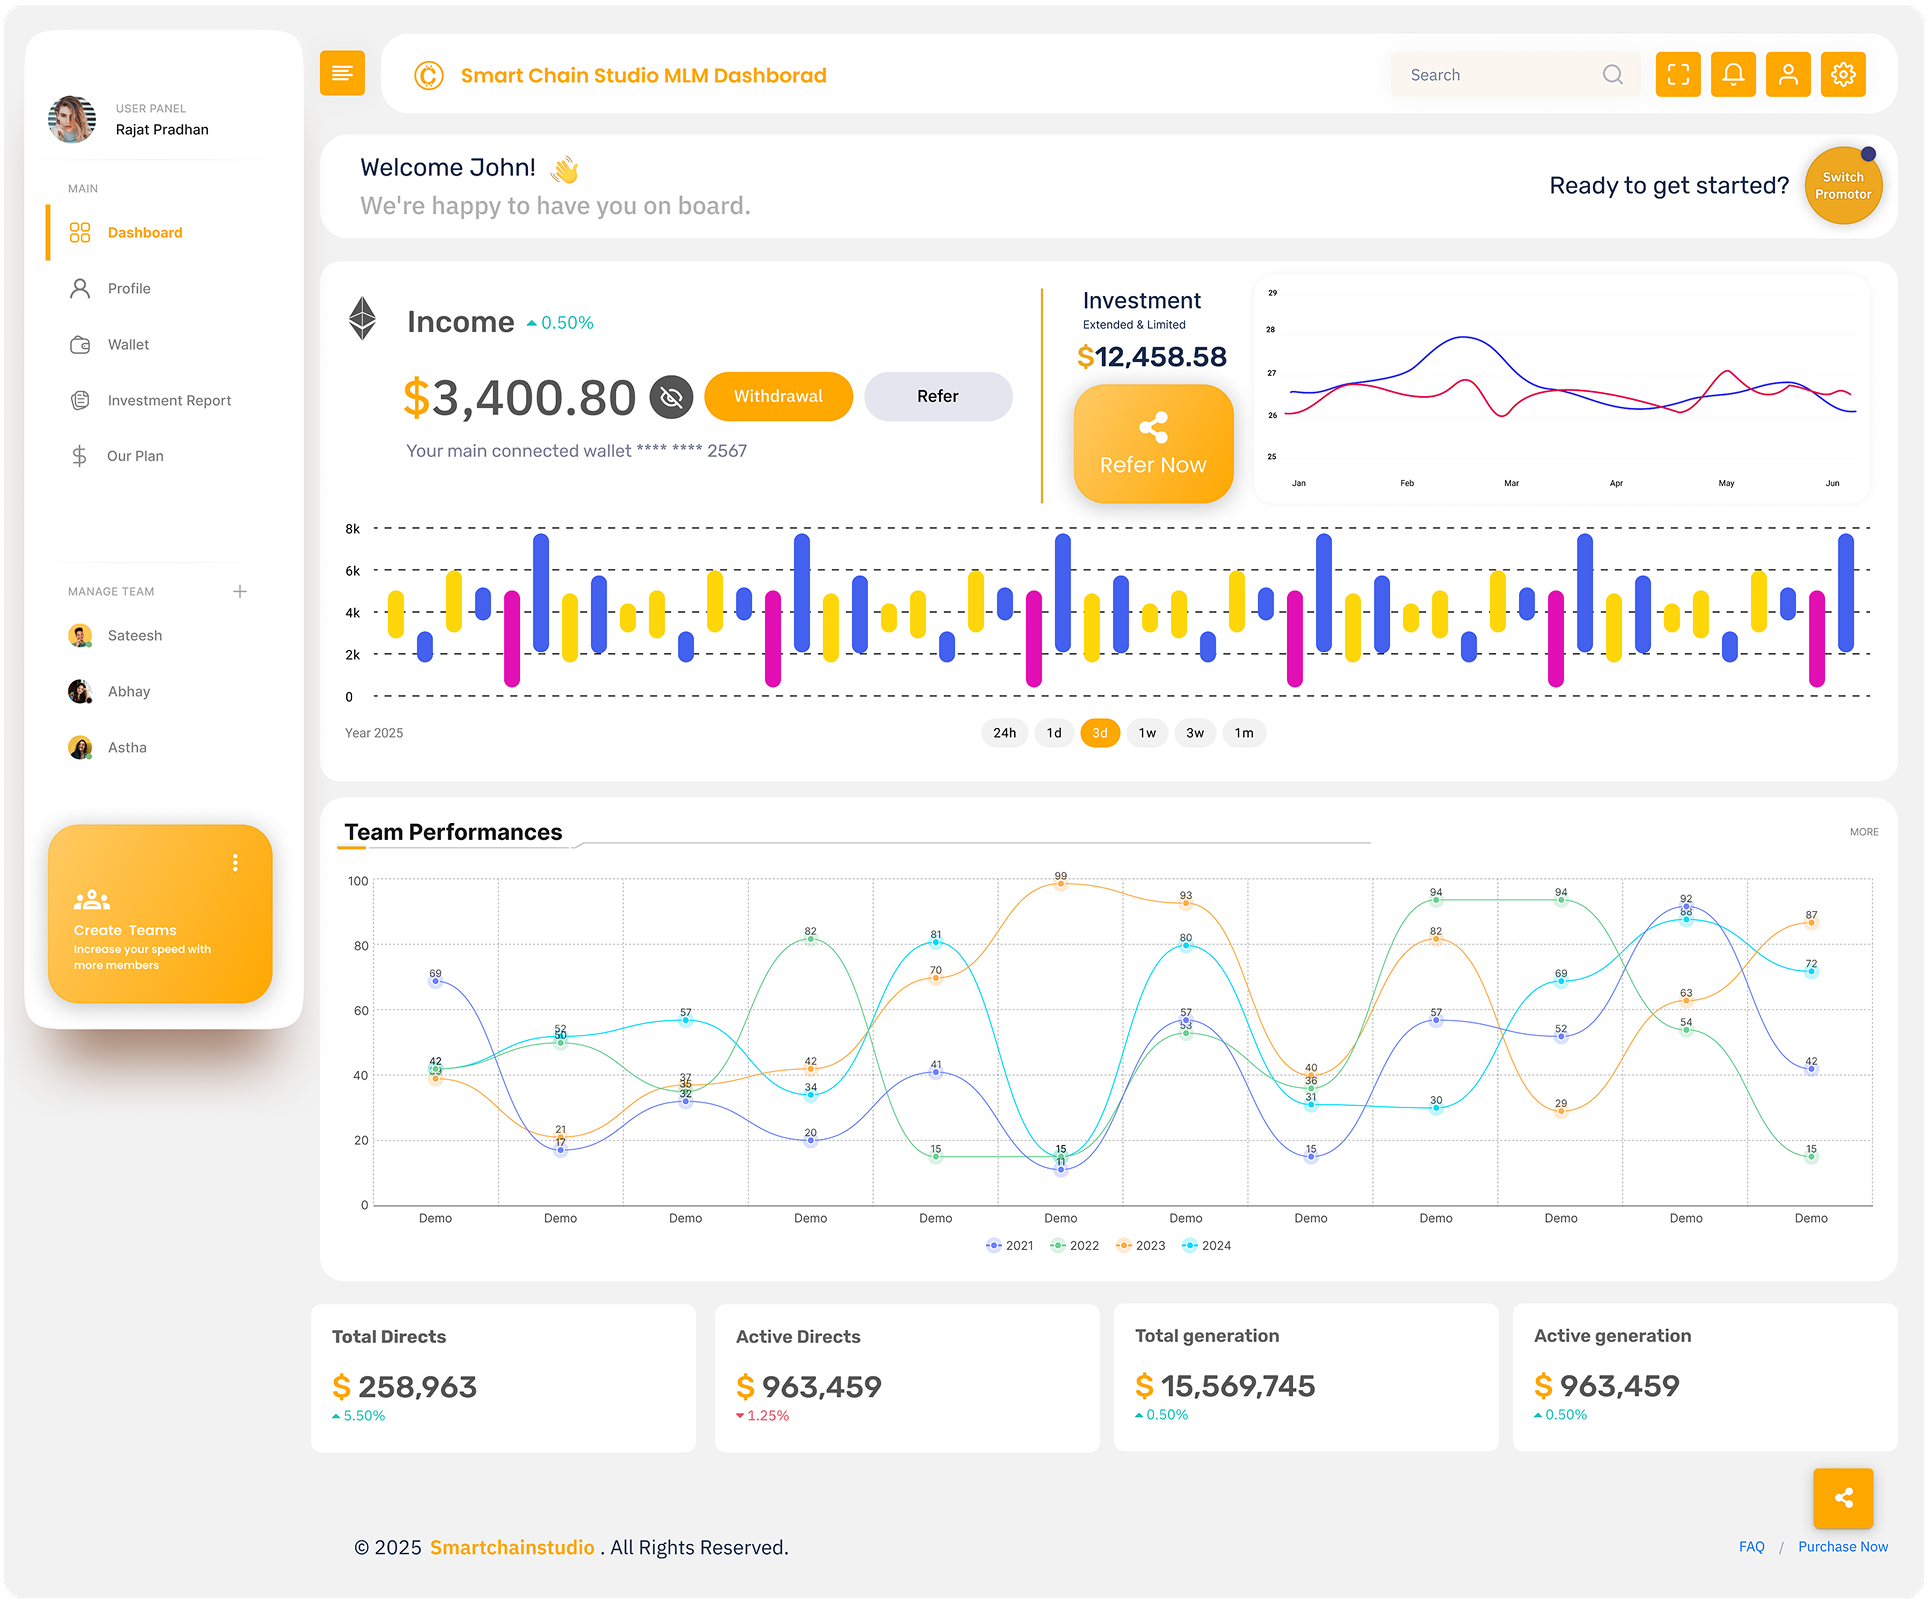 USER PANEL
Rajat Pradhan
MAIN
Dashboard
Profile
Wallet
Investment Report
Our Plan
MANAGE TEAM
Sateesh
Abhay
Astha
Create Teams
Increase your speed with
more members
Smart Chain Studio MLM Dashborad
Search
Welcome John!
We're happy to have you on board.
Ready to get started?
Switch
Promotor
Income 0.50%
$3,400.80
Withdrawal
Refer
Your main connected wallet **** **** 2567
Investment
Extended & Limited
$12,458.58
Refer Now
29
28
27
26
25
Jan Feb Mar Apr May Jun
8k
6k
4k
2k
0
Year 2025
24h 1d 3d 1w 3w 1m
Team Performances
MORE
100
80
60
40
20
0
69 17 32 20 41 11 57 15 57 52 92 42
42 50 35 82 15 15 53 36 94 94 54 15
21 37 42 70 99 93 40 82 29 63 87
52 57 34 81 15 80 31 30 69 88 72
Demo Demo Demo Demo Demo Demo Demo Demo Demo Demo Demo Demo
2021 2022 2023 2024
Total Directs
$ 258,963
5.50%
Active Directs
$ 963,459
1.25%
Total generation
$ 15,569,745
0.50%
Active generation
$ 963,459
0.50%
© 2025 Smartchainstudio . All Rights Reserved.
FAQ / Purchase Now